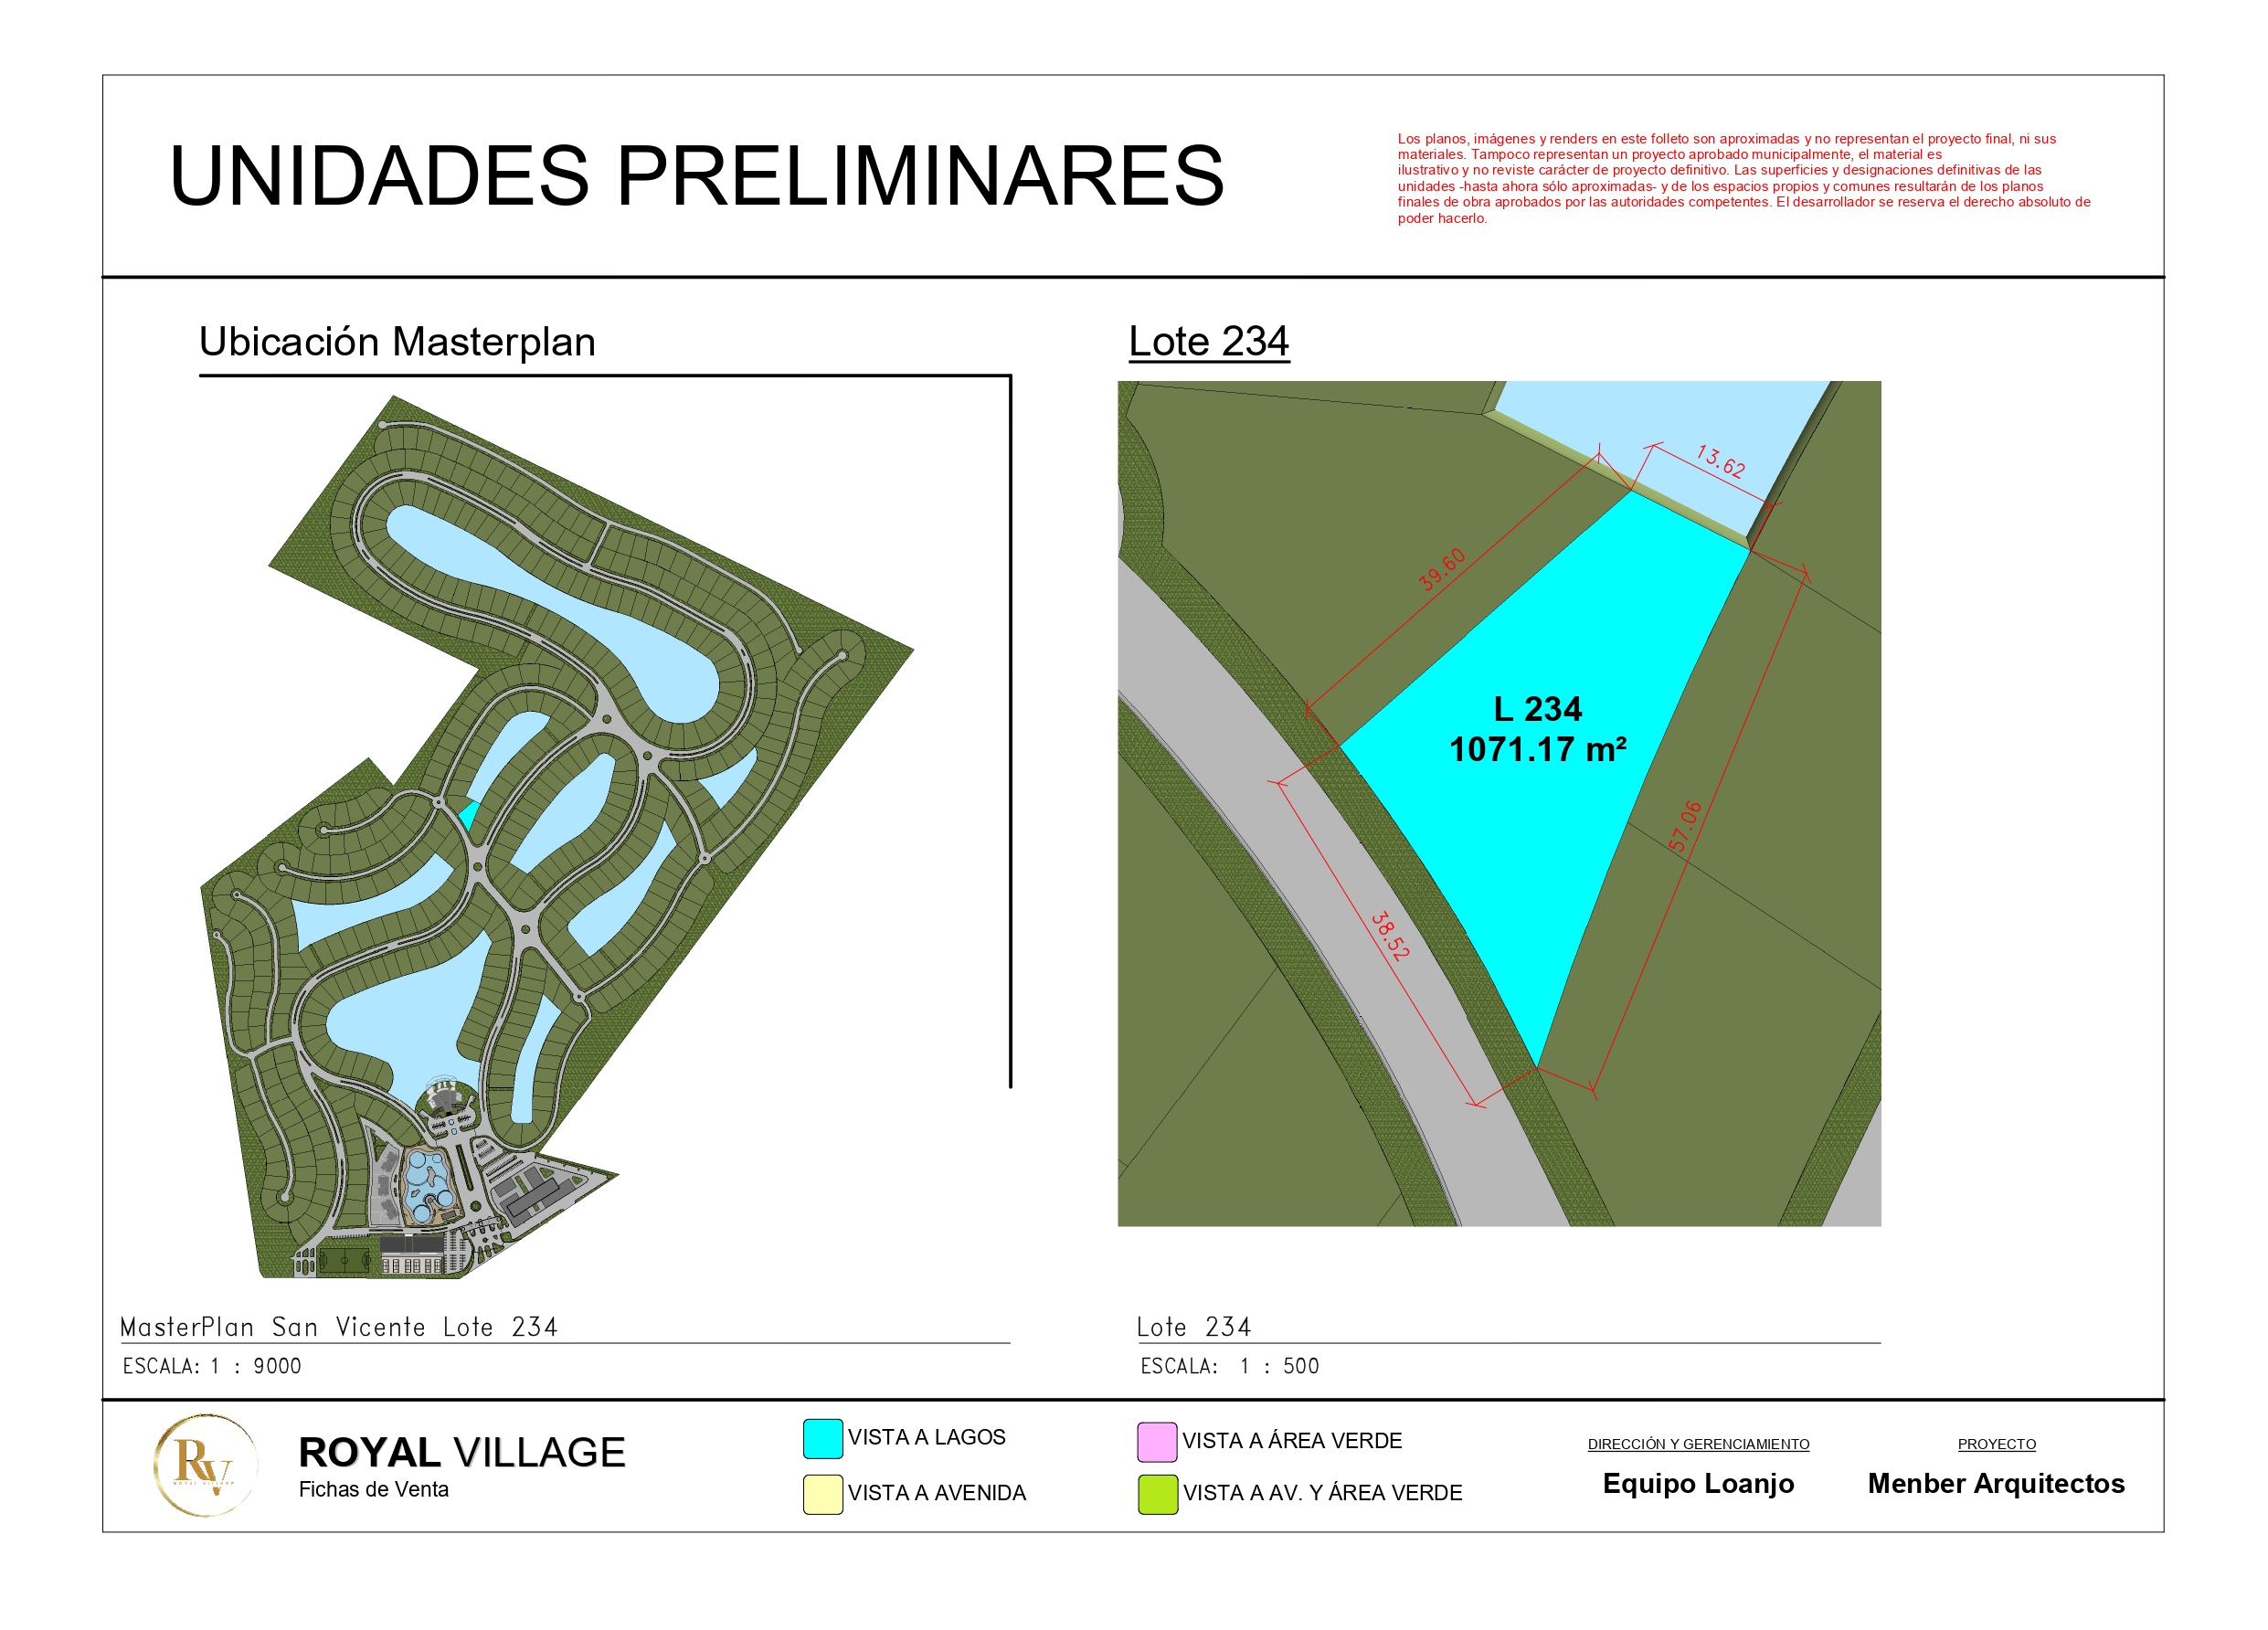 UNIDADES PRELIMINARES
Los planos, imágenes y renders en este folleto son aproximadas y no representan el proyecto final, ni sus
materiales. Tampoco representan un proyecto aprobado municipalmente, el material es
ilustrativo y no reviste carácter de proyecto definitivo. Las superficies y designaciones definitivas de las
unidades -hasta ahora sólo aproximadas- y de los espacios propios y comunes resultarán de los planos
finales de obra aprobados por las autoridades competentes. El desarrollador se reserva el derecho absoluto de
poder hacerlo.
Ubicación Masterplan
Lote 234
13.62
39.60
L 234
1071.17 m²
57.06
38.52
MasterPlan San Vicente Lote 234
ESCALA: 1 : 9000
Lote 234
ESCALA: 1 : 500
RV
ROYAL VILLAGE
ROYAL VILLAGE
Fichas de Venta
VISTA A LAGOS
VISTA A AVENIDA
VISTA A ÁREA VERDE
VISTA A AV. Y ÁREA VERDE
DIRECCIÓN Y GERENCIAMIENTO
Equipo Loanjo
PROYECTO
Menber Arquitectos